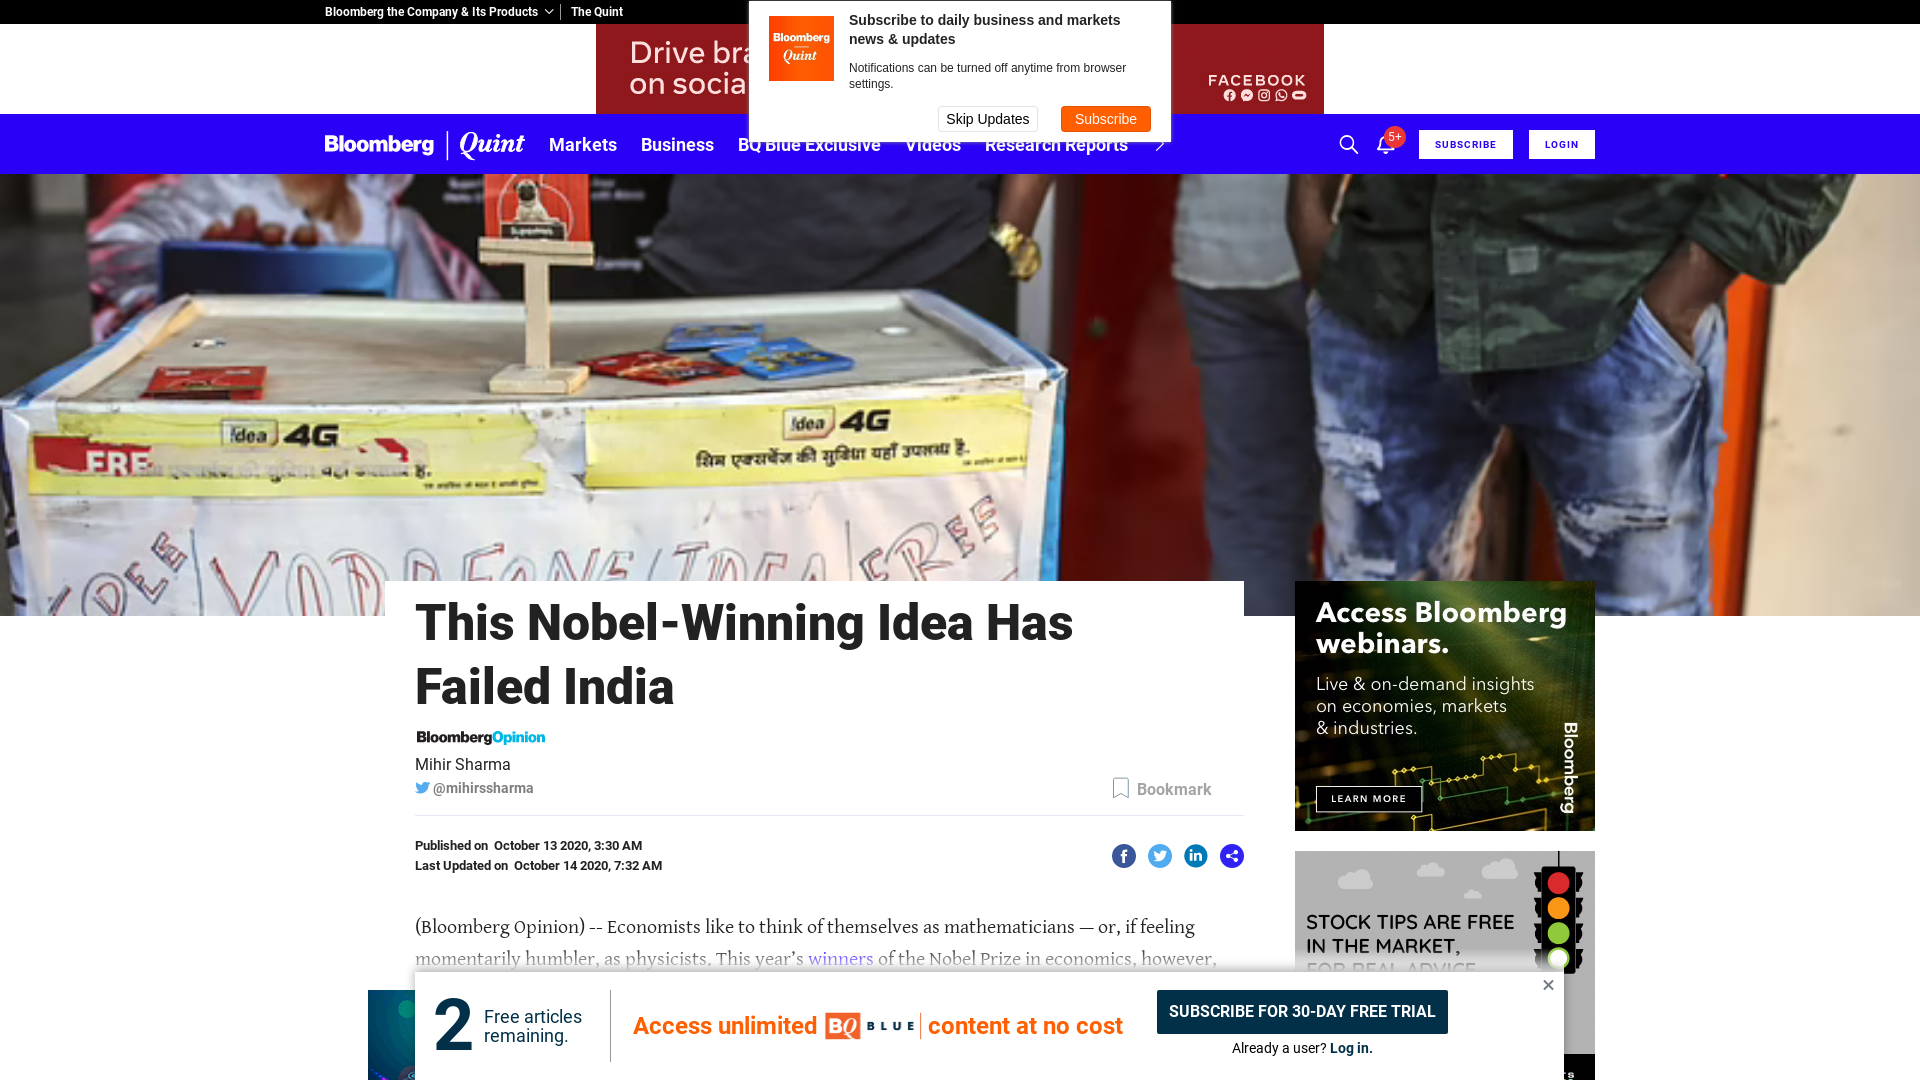 Bloomberg the Company & Its Products
The Quint
Subscribe to daily business and markets
news & updates
Notifications can be turned off anytime from browser
settings.
Skip Updates
Subscribe
Bloomberg
Quint
Drive bra
on socia
FACEBOOK
Bloomberg | Quint
Markets
Business
BQ Blue Exclusive
Videos
Research Reports
5+
SUBSCRIBE
LOGIN
Idea 4G
Idea 4G
FRE
सिम एक्सचेंज की सुविधा यहाँ उपलब्ध है.
VODAFONE/IDEA/FREE
This Nobel-Winning Idea Has
Failed India
BloombergOpinion
Mihir Sharma
@mihirssharma
Bookmark
Published on October 13 2020, 3:30 AM
Last Updated on October 14 2020, 7:32 AM
(Bloomberg Opinion) -- Economists like to think of themselves as mathematicians — or, if feeling
momentarily humbler, as physicists. This year’s winners of the Nobel Prize in economics, however,
Access Bloomberg
webinars.
Live & on-demand insights
on economies, markets
& industries.
LEARN MORE
Bloomberg
STOCK TIPS ARE FREE
IN THE MARKET,
FOR REAL ADVICE
2
Free articles
remaining.
Access unlimited BQ BLUE content at no cost
SUBSCRIBE FOR 30-DAY FREE TRIAL
Already a user? Log in.